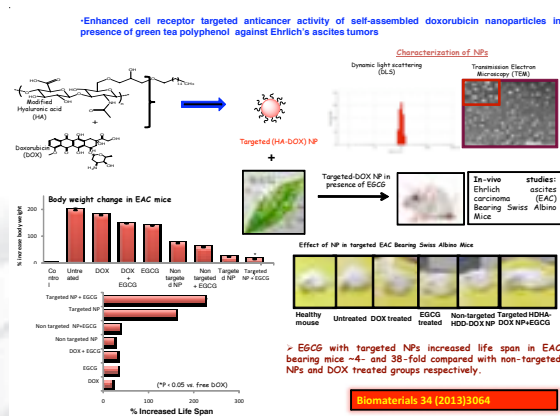 •Enhanced cell receptor targeted anticancer activity of self-assembled doxorubicin nanoparticles in
presence of green tea polyphenol against Ehrlich's ascites tumors
Modified
Hyaluronic acid
(HA)
+
Doxorubicin
(DOX)
Targeted (HA-DOX) NP
+
Characterization of NPs
Dynamic light scattering
(DLS)
Transmission Electron
Microscopy (TEM)
Targeted-DOX NP in
presence of EGCG
In-vivo studies:
Ehrlich ascites
carcinoma (EAC)
Bearing Swiss Albino
Mice
Body weight change in EAC mice
% Increase body weight
200
100
0
Co
ntro
l
Untre
ated
DOX
DOX
+
EGCG
EGCG
Non
targete
d NP
Non
targeted
+ EGCG
Targete
d NP
Targeted
NP + EGCG
Targeted NP + EGCG
Targeted NP
Non targeted NP+EGCG
Non targeted NP
DOX + EGCG
EGCG
DOX
(*P < 0.05 vs. free DOX)
0
100
200
300
% Increased Life Span
Effect of NP in targeted EAC Bearing Swiss Albino Mice
Healthy
mouse
Untreated
DOX treated
EGCG
treated
Non-targeted
HDD-DOX NP
Targeted HDHA-
DOX NP+EGCG
➢ EGCG with targeted NPs increased life span in EAC
bearing mice ~4- and 38-fold compared with non-targeted
NPs and DOX treated groups respectively.
Biomaterials 34 (2013)3064